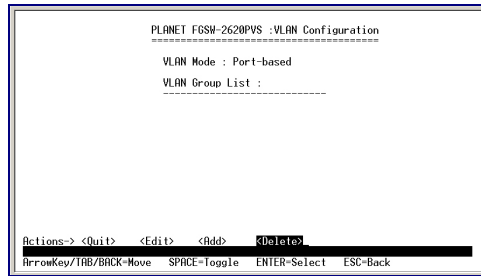 PLANET FGSW-2620PVS :VLAN Configuration
=======================================
VLAN Mode : Port-based
VLAN Group List :
----------------------------
Actions-> <Quit> <Edit> <Add> <Delete>
ArrowKey/TAB/BACK=Move SPACE=Toggle ENTER=Select ESC=Back